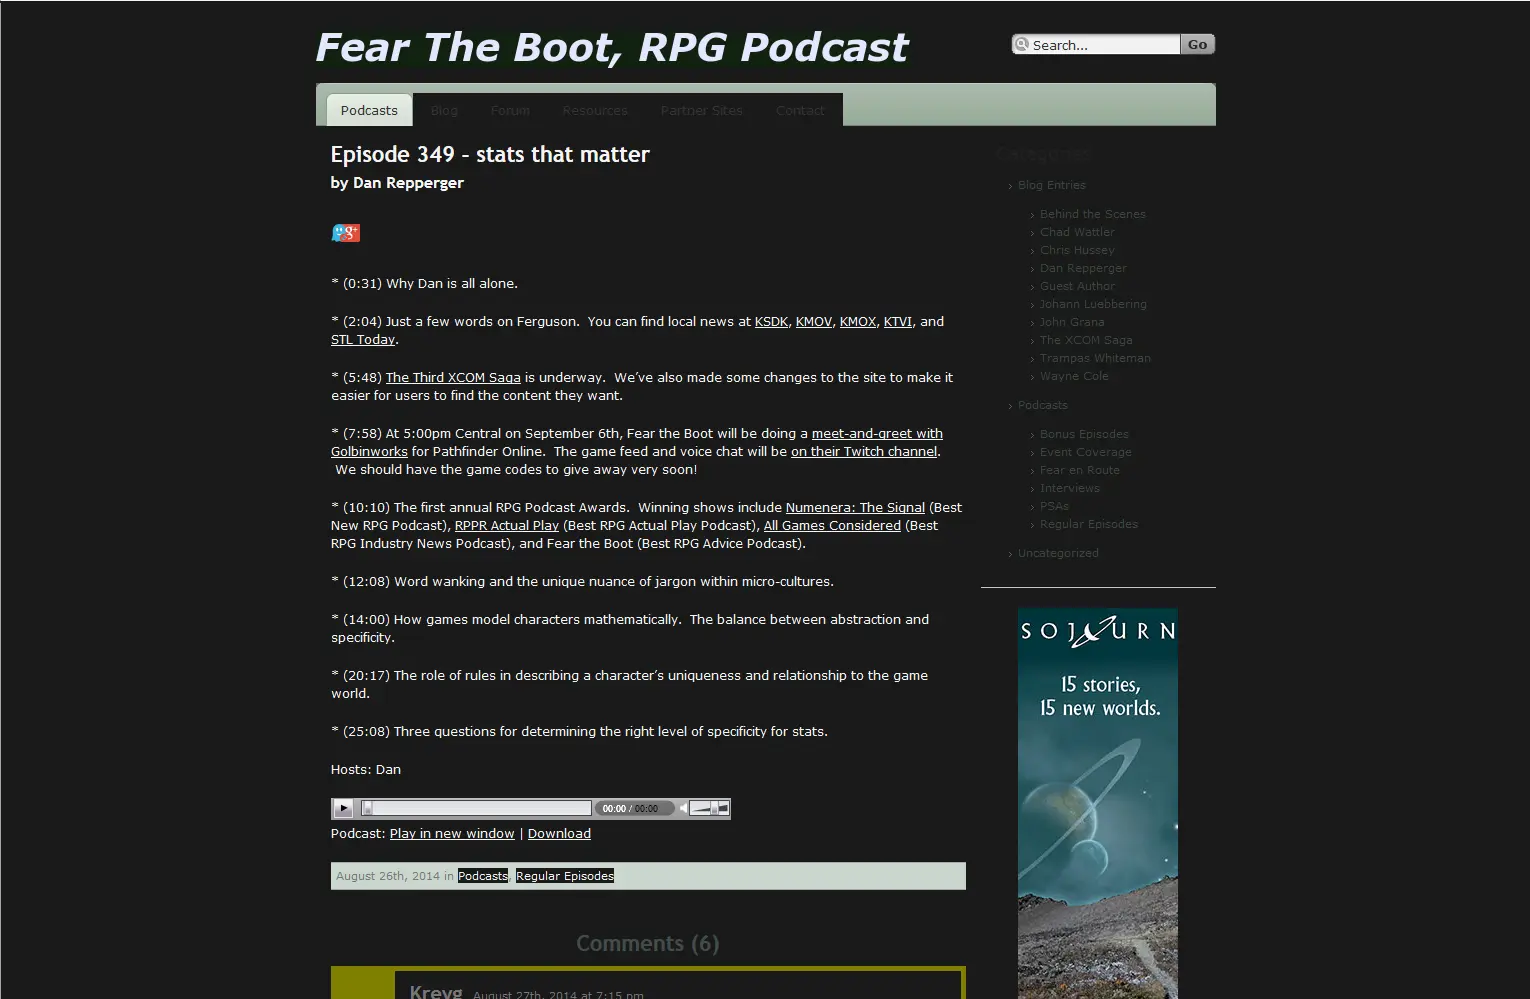 Fear The Boot, RPG Podcast
Search...
Go
Podcasts
Blog
Forum
Resources
Partner Sites
Contact
Episode 349 – stats that matter
by Dan Repperger
g+
* (0:31) Why Dan is all alone.
* (2:04) Just a few words on Ferguson.  You can find local news at KSDK, KMOV, KMOX, KTVI, and
STL Today.
* (5:48) The Third XCOM Saga is underway.  We’ve also made some changes to the site to make it
easier for users to find the content they want.
* (7:58) At 5:00pm Central on September 6th, Fear the Boot will be doing a meet-and-greet with
Golbinworks for Pathfinder Online.  The game feed and voice chat will be on their Twitch channel.
We should have the game codes to give away very soon!
* (10:10) The first annual RPG Podcast Awards.  Winning shows include Numenera: The Signal (Best
New RPG Podcast), RPPR Actual Play (Best RPG Actual Play Podcast), All Games Considered (Best
RPG Industry News Podcast), and Fear the Boot (Best RPG Advice Podcast).
* (12:08) Word wanking and the unique nuance of jargon within micro-cultures.
* (14:00) How games model characters mathematically.  The balance between abstraction and
specificity.
* (20:17) The role of rules in describing a character’s uniqueness and relationship to the game
world.
* (25:08) Three questions for determining the right level of specificity for stats.
Hosts: Dan
00:00 / 00:00
Podcast: Play in new window | Download
August 26th, 2014 in Podcasts, Regular Episodes
Comments (6)
Kreyg August 27th, 2014 at 7:15 pm
Categories
Blog Entries
Behind the Scenes
Chad Wattler
Chris Hussey
Dan Repperger
Guest Author
Johann Luebbering
John Grana
The XCOM Saga
Trampas Whiteman
Wayne Cole
Podcasts
Bonus Episodes
Event Coverage
Fear en Route
Interviews
PSAs
Regular Episodes
Uncategorized
SOJOURN
15 stories,
15 new worlds.